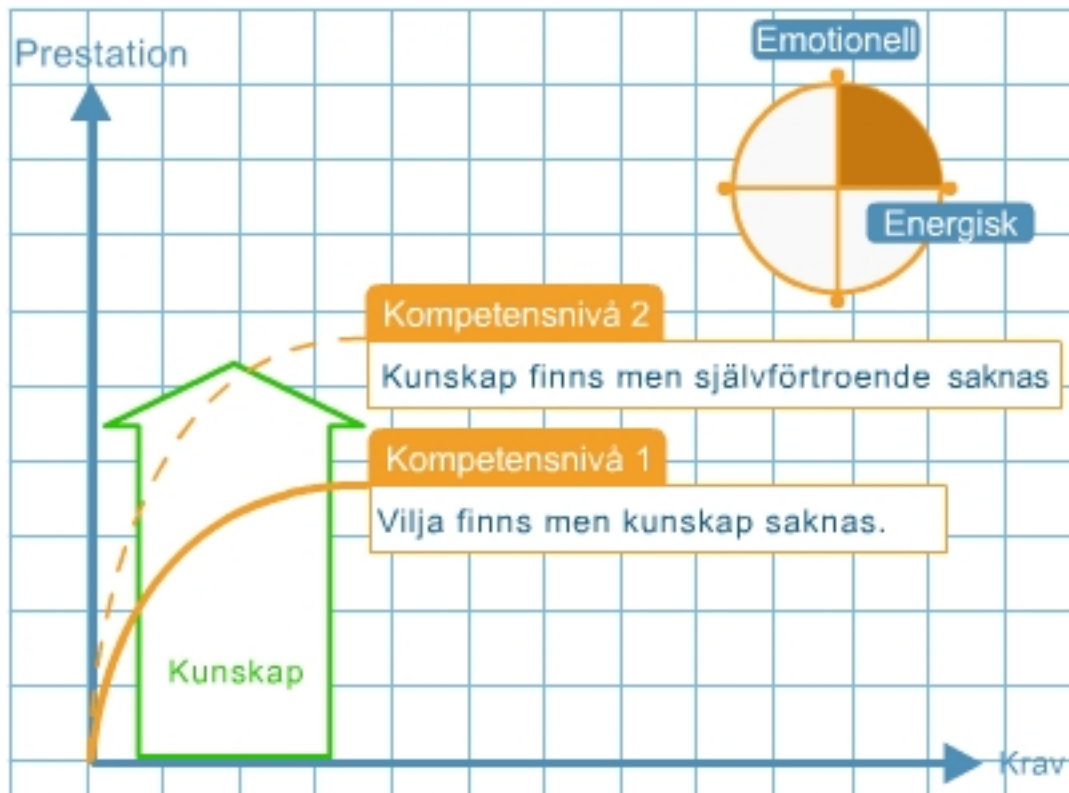 Prestation
Emotionell
Energisk
Kompetensnivå 2
Kunskap finns men självförtroende saknas
Kompetensnivå 1
Vilja finns men kunskap saknas.
Kunskap
Krav